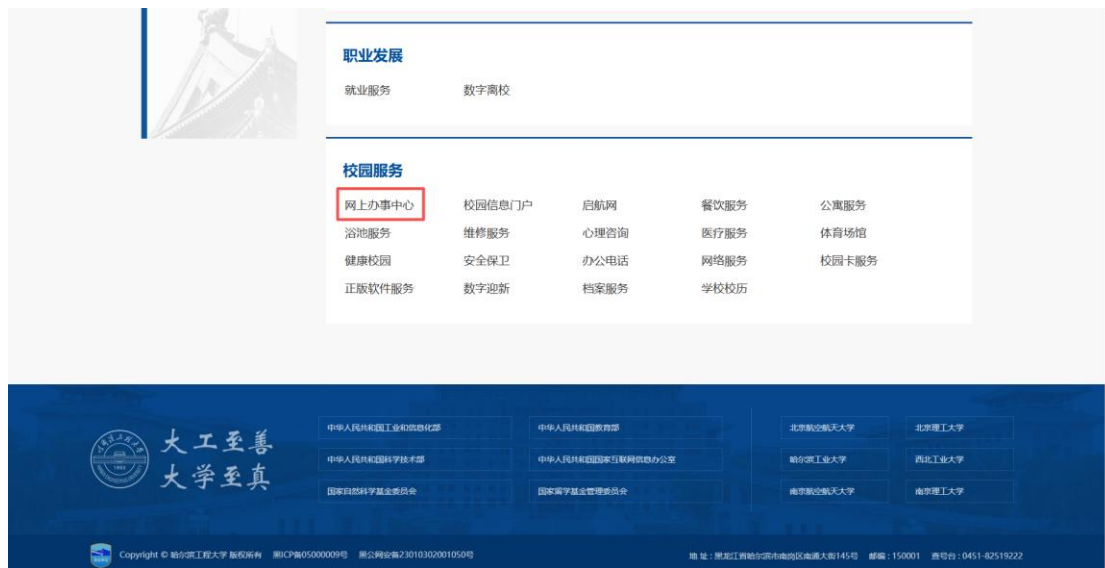 职业发展
就业服务 数字离校
校园服务
网上办事中心 校园信息门户 启航网 餐饮服务 公寓服务
浴池服务 维修服务 心理咨询 医疗服务 体育场馆
健康校园 安全保卫 办公电话 网络服务 校园卡服务
正版软件服务 数字迎新 档案服务 学校校历
大工至善
大学至真
中华人民共和国工业和信息化部 中华人民共和国教育部 北京航空航天大学 北京理工大学
中华人民共和国科学技术部 中华人民共和国国家互联网信息办公室 哈尔滨工业大学 西北工业大学
国家自然科学基金委员会 国家留学基金管理委员会 南京航空航天大学 南京理工大学
Copyright © 哈尔滨工程大学 版权所有 黑ICP备05000009号 黑公网安备23010302001050号 地 址：黑龙江省哈尔滨市南岗区南通大街145号 邮编：150001 查号台：0451-82519222